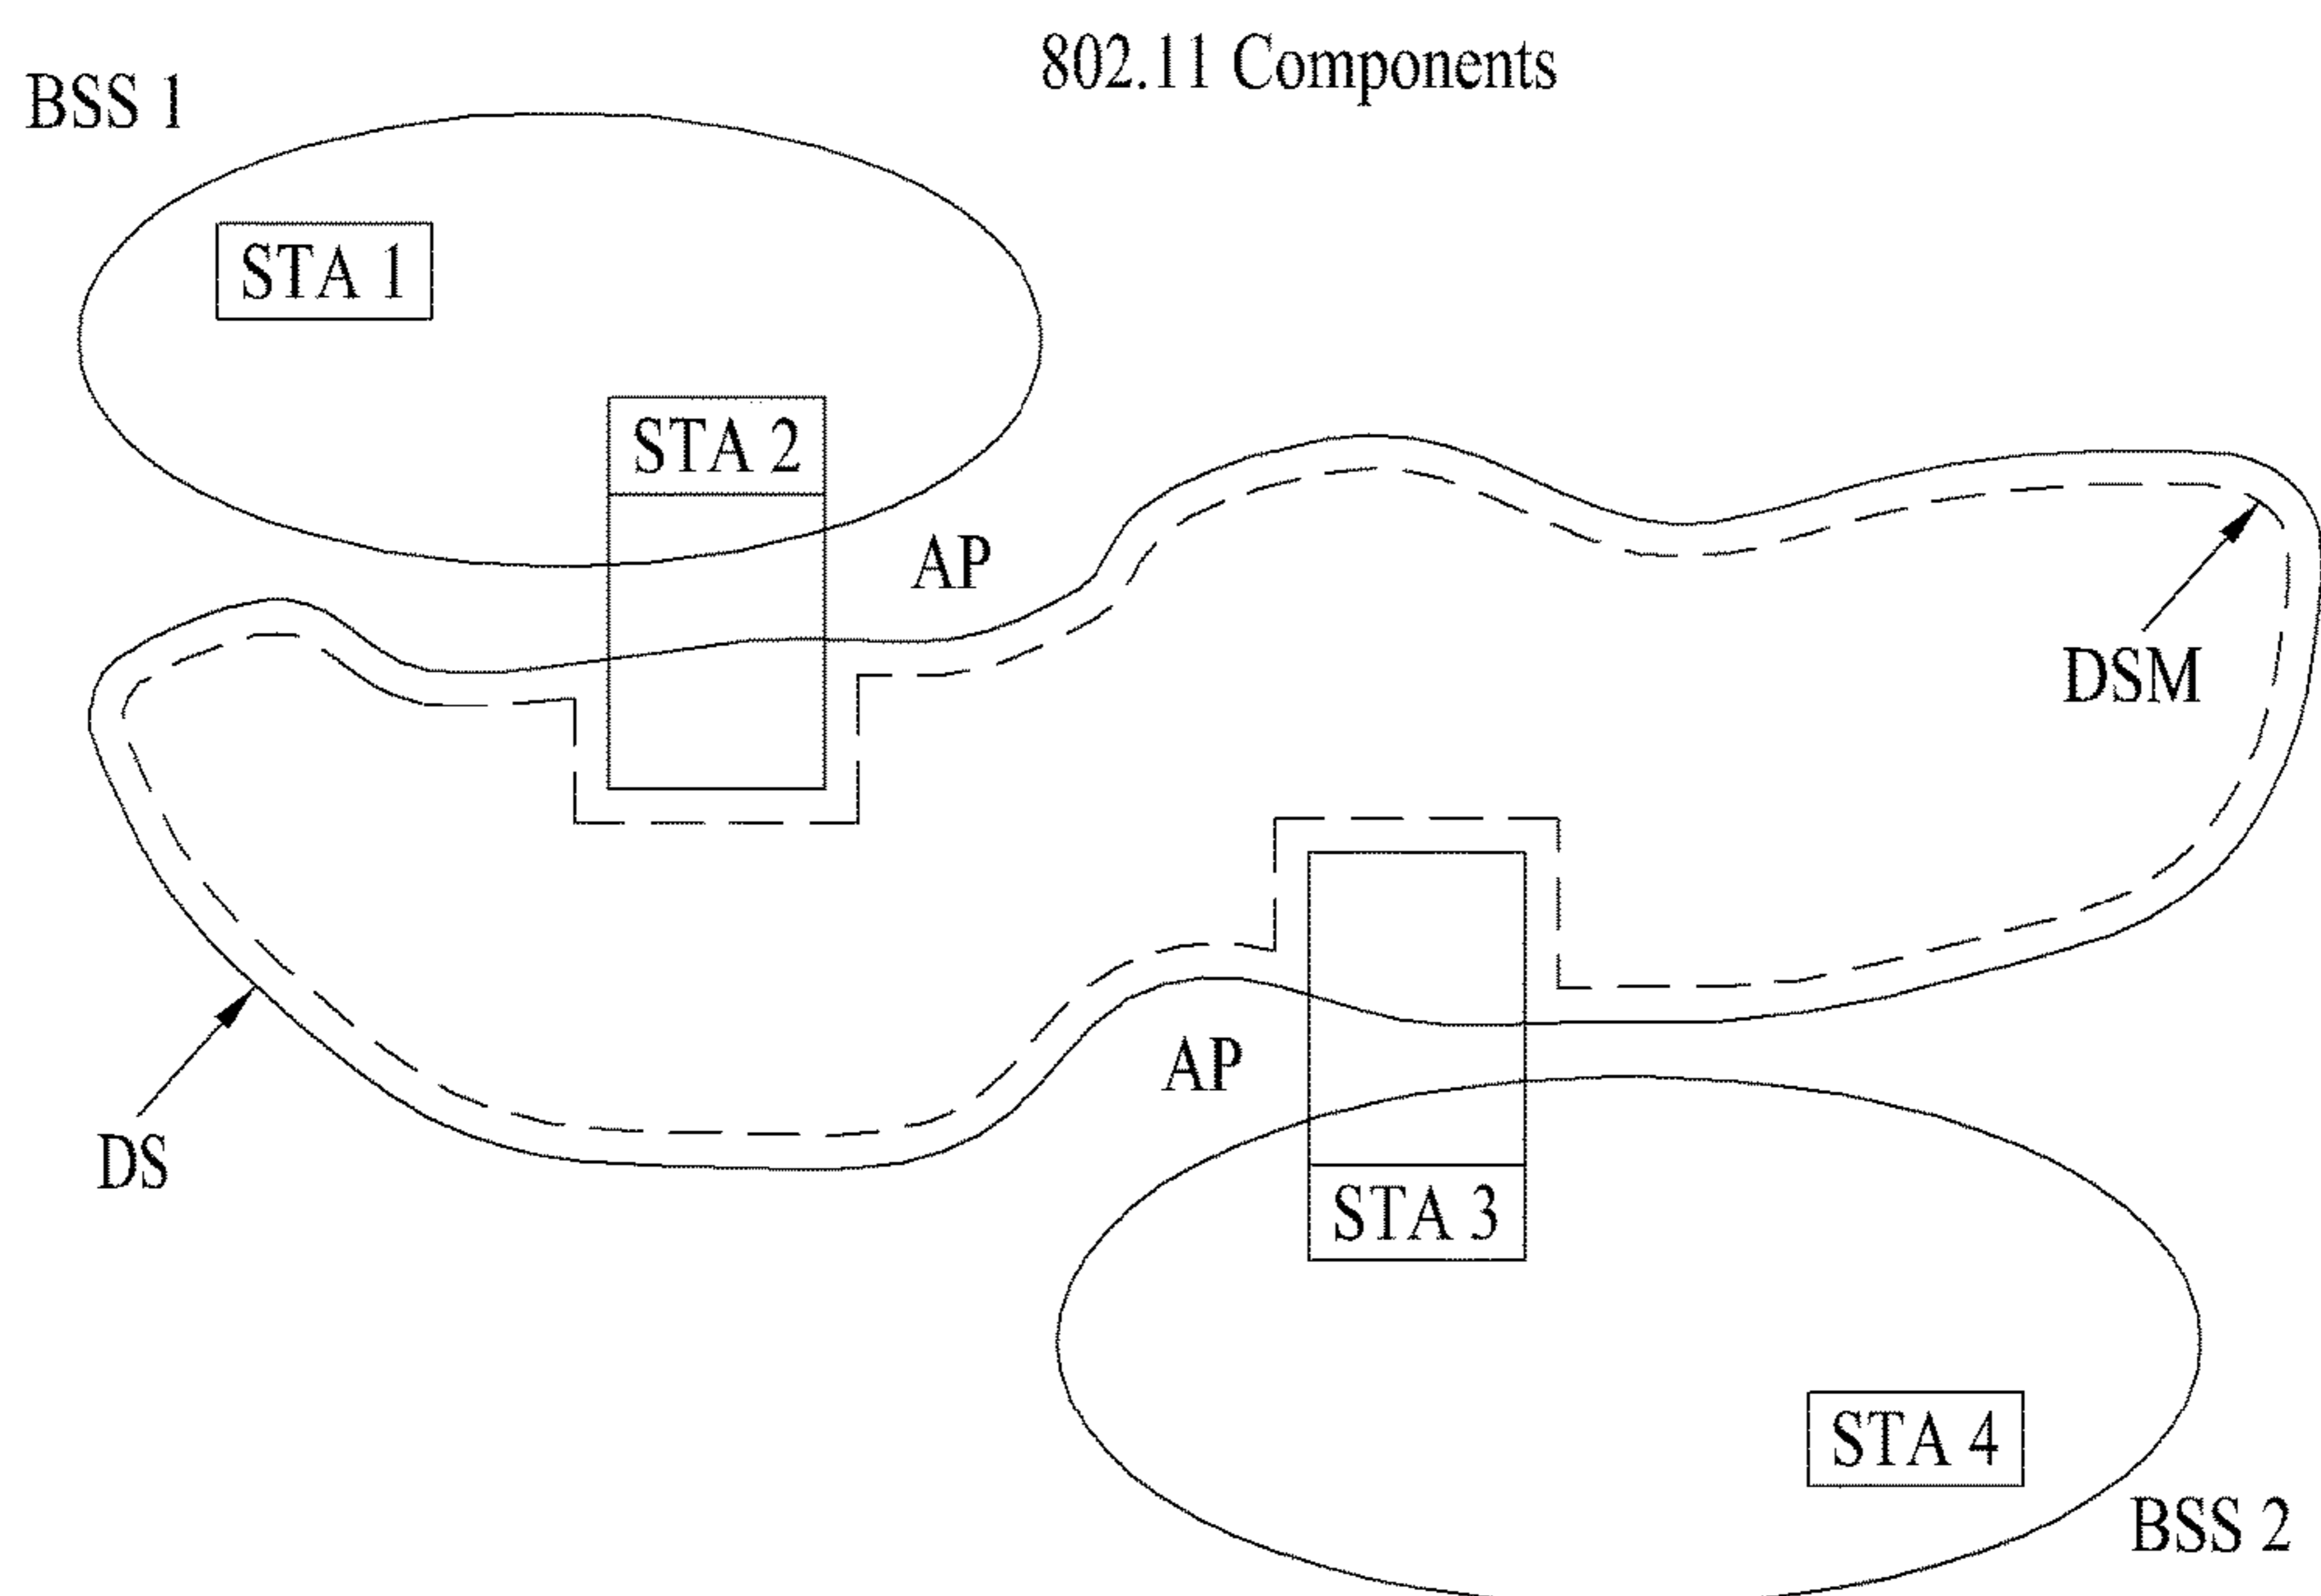 802.11 Components
BSS 1
STA 1
STA 2
AP
DSM
AP
DS
STA 3
STA 4
BSS 2